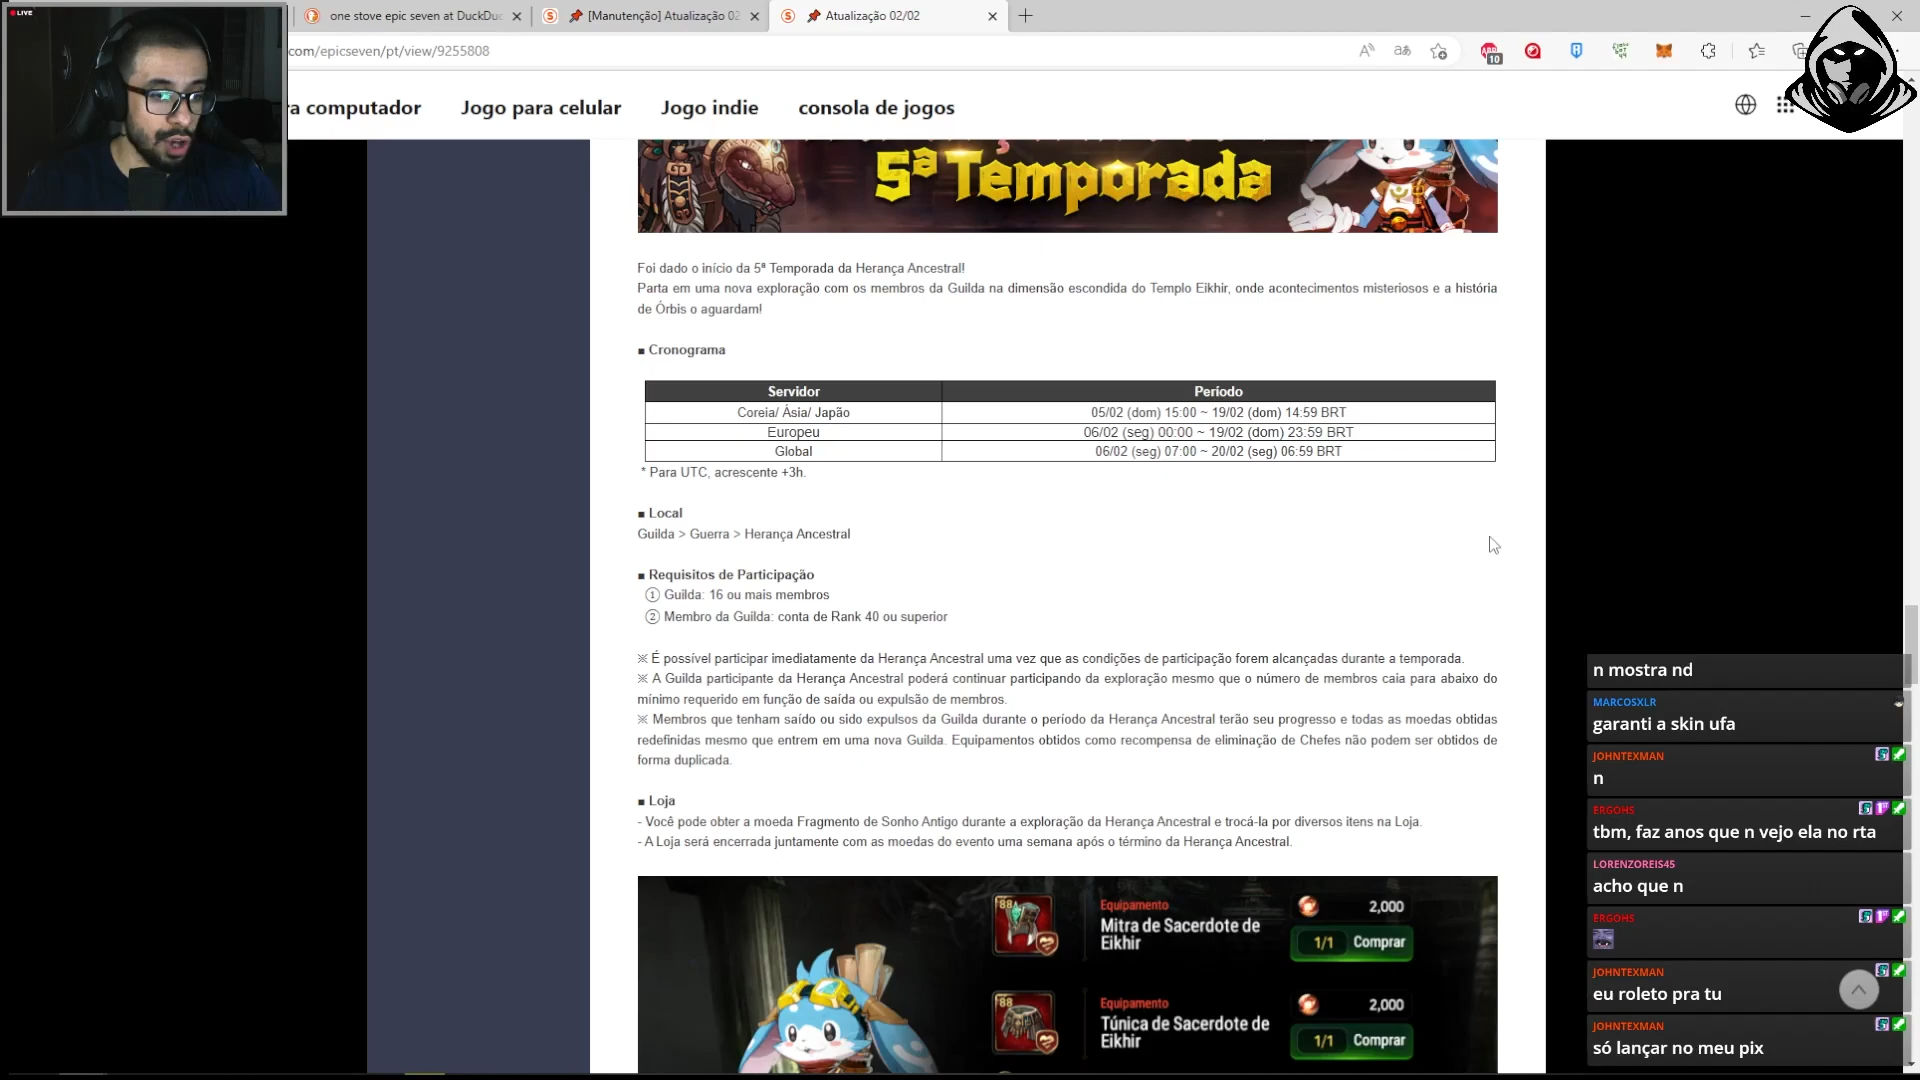 LIVE
one stove epic seven at DuckDuc
[Manutenção] Atualização 02
Atualização 02/02
com/epicseven/pt/view/9255808
10
a computador
Jogo para celular
Jogo indie
consola de jogos
5ª Temporada
Foi dado o início da 5ª Temporada da Herança Ancestral!
Parta em uma nova exploração com os membros da Guilda na dimensão escondida do Templo Eikhir, onde acontecimentos misteriosos e a história
de Órbis o aguardam!
■ Cronograma
Servidor Período
Coreia/ Ásia/ Japão 05/02 (dom) 15:00 ~ 19/02 (dom) 14:59 BRT
Europeu 06/02 (seg) 00:00 ~ 19/02 (dom) 23:59 BRT
Global 06/02 (seg) 07:00 ~ 20/02 (seg) 06:59 BRT
* Para UTC, acrescente +3h.
■ Local
Guilda > Guerra > Herança Ancestral
■ Requisitos de Participação
① Guilda: 16 ou mais membros
② Membro da Guilda: conta de Rank 40 ou superior
※ É possível participar imediatamente da Herança Ancestral uma vez que as condições de participação forem alcançadas durante a temporada.
※ A Guilda participante da Herança Ancestral poderá continuar participando da exploração mesmo que o número de membros caia para abaixo do
mínimo requerido em função de saída ou expulsão de membros.
※ Membros que tenham saído ou sido expulsos da Guilda durante o período da Herança Ancestral terão seu progresso e todas as moedas obtidas
redefinidas mesmo que entrem em uma nova Guilda. Equipamentos obtidos como recompensa de eliminação de Chefes não podem ser obtidos de
forma duplicada.
■ Loja
- Você pode obter a moeda Fragmento de Sonho Antigo durante a exploração da Herança Ancestral e trocá-la por diversos itens na Loja.
- A Loja será encerrada juntamente com as moedas do evento uma semana após o término da Herança Ancestral.
88
Equipamento
Mitra de Sacerdote de
Eikhir
2,000
1/1 Comprar
88
Equipamento
Túnica de Sacerdote de
Eikhir
2,000
1/1 Comprar
n mostra nd
MARCOSXLR
garanti a skin ufa
JOHNTEXMAN
n
ERGOHS
tbm, faz anos que n vejo ela no rta
LORENZOREIS45
acho que n
ERGOHS
JOHNTEXMAN
eu roleto pra tu
JOHNTEXMAN
só lançar no meu pix